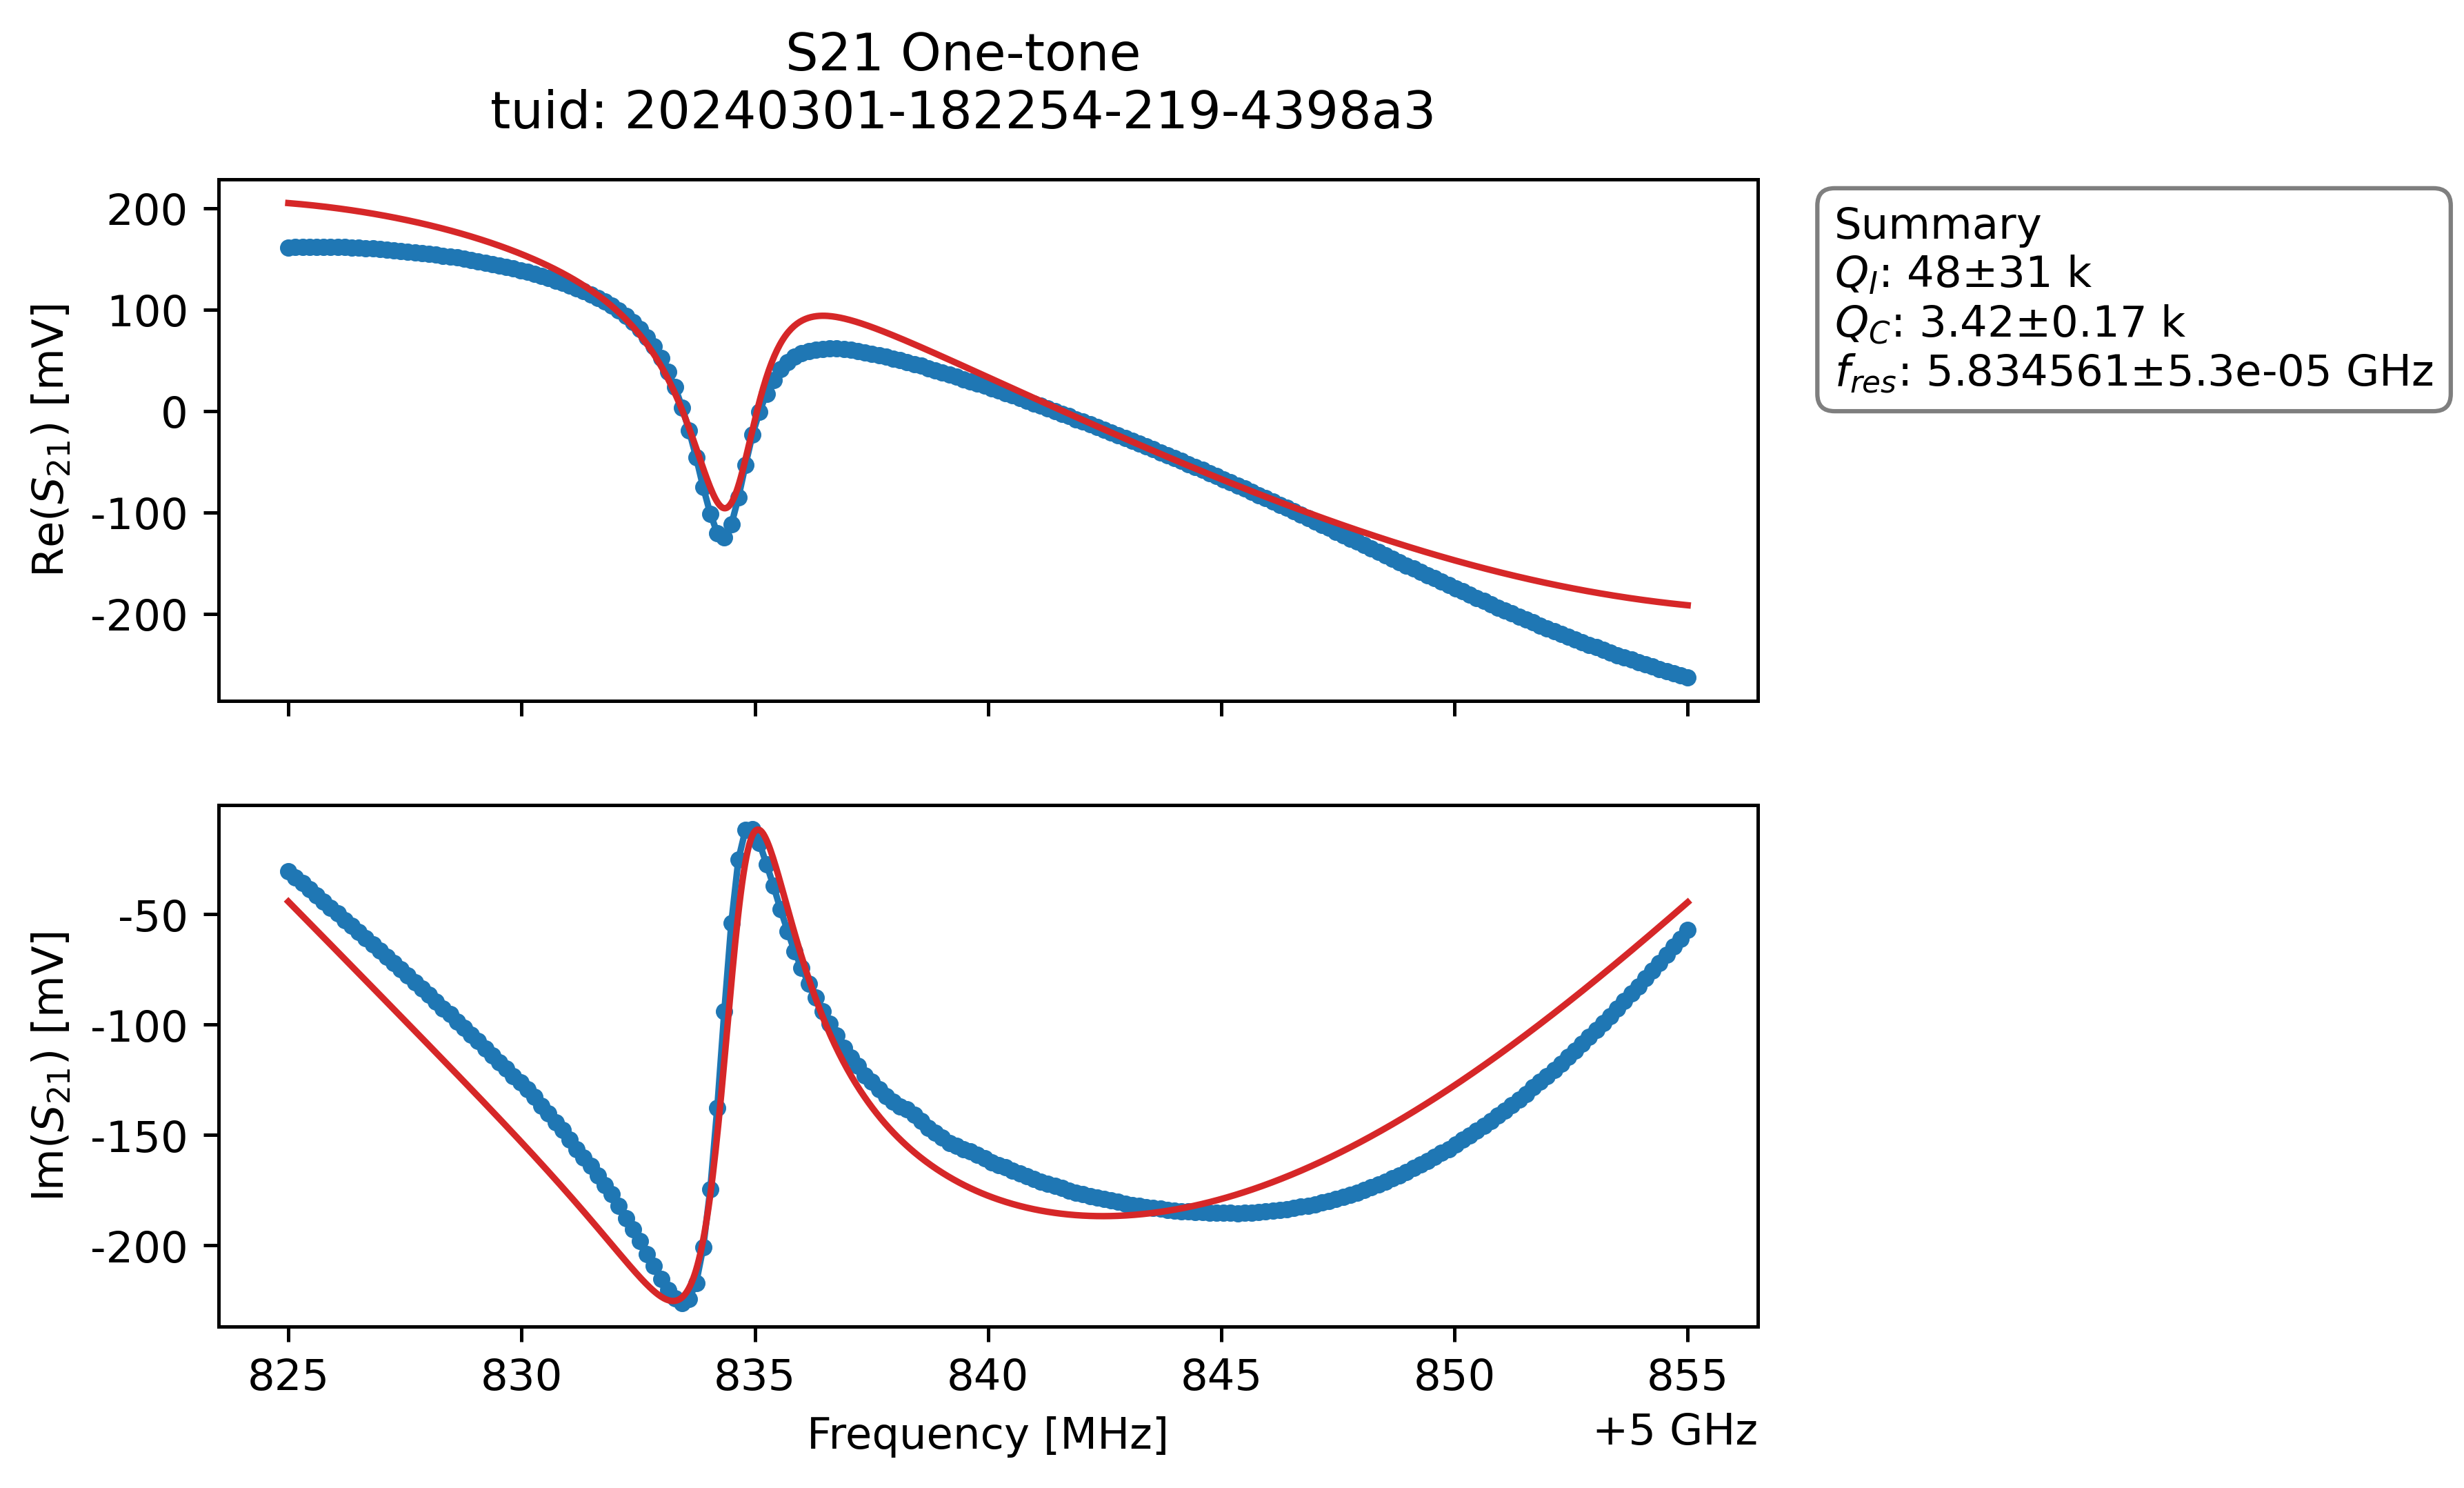 S21 One-tone
tuid: 20240301-182254-219-4398a3
200
100
0
-100
-200
Re(S21) [mV]
Summary
QI: 48±31 k
QC: 3.42±0.17 k
fres: 5.834561±5.3e-05 GHz
-50
-100
-150
-200
Im(S21) [mV]
825 830 835 840 845 850 855
Frequency [MHz]
+5 GHz